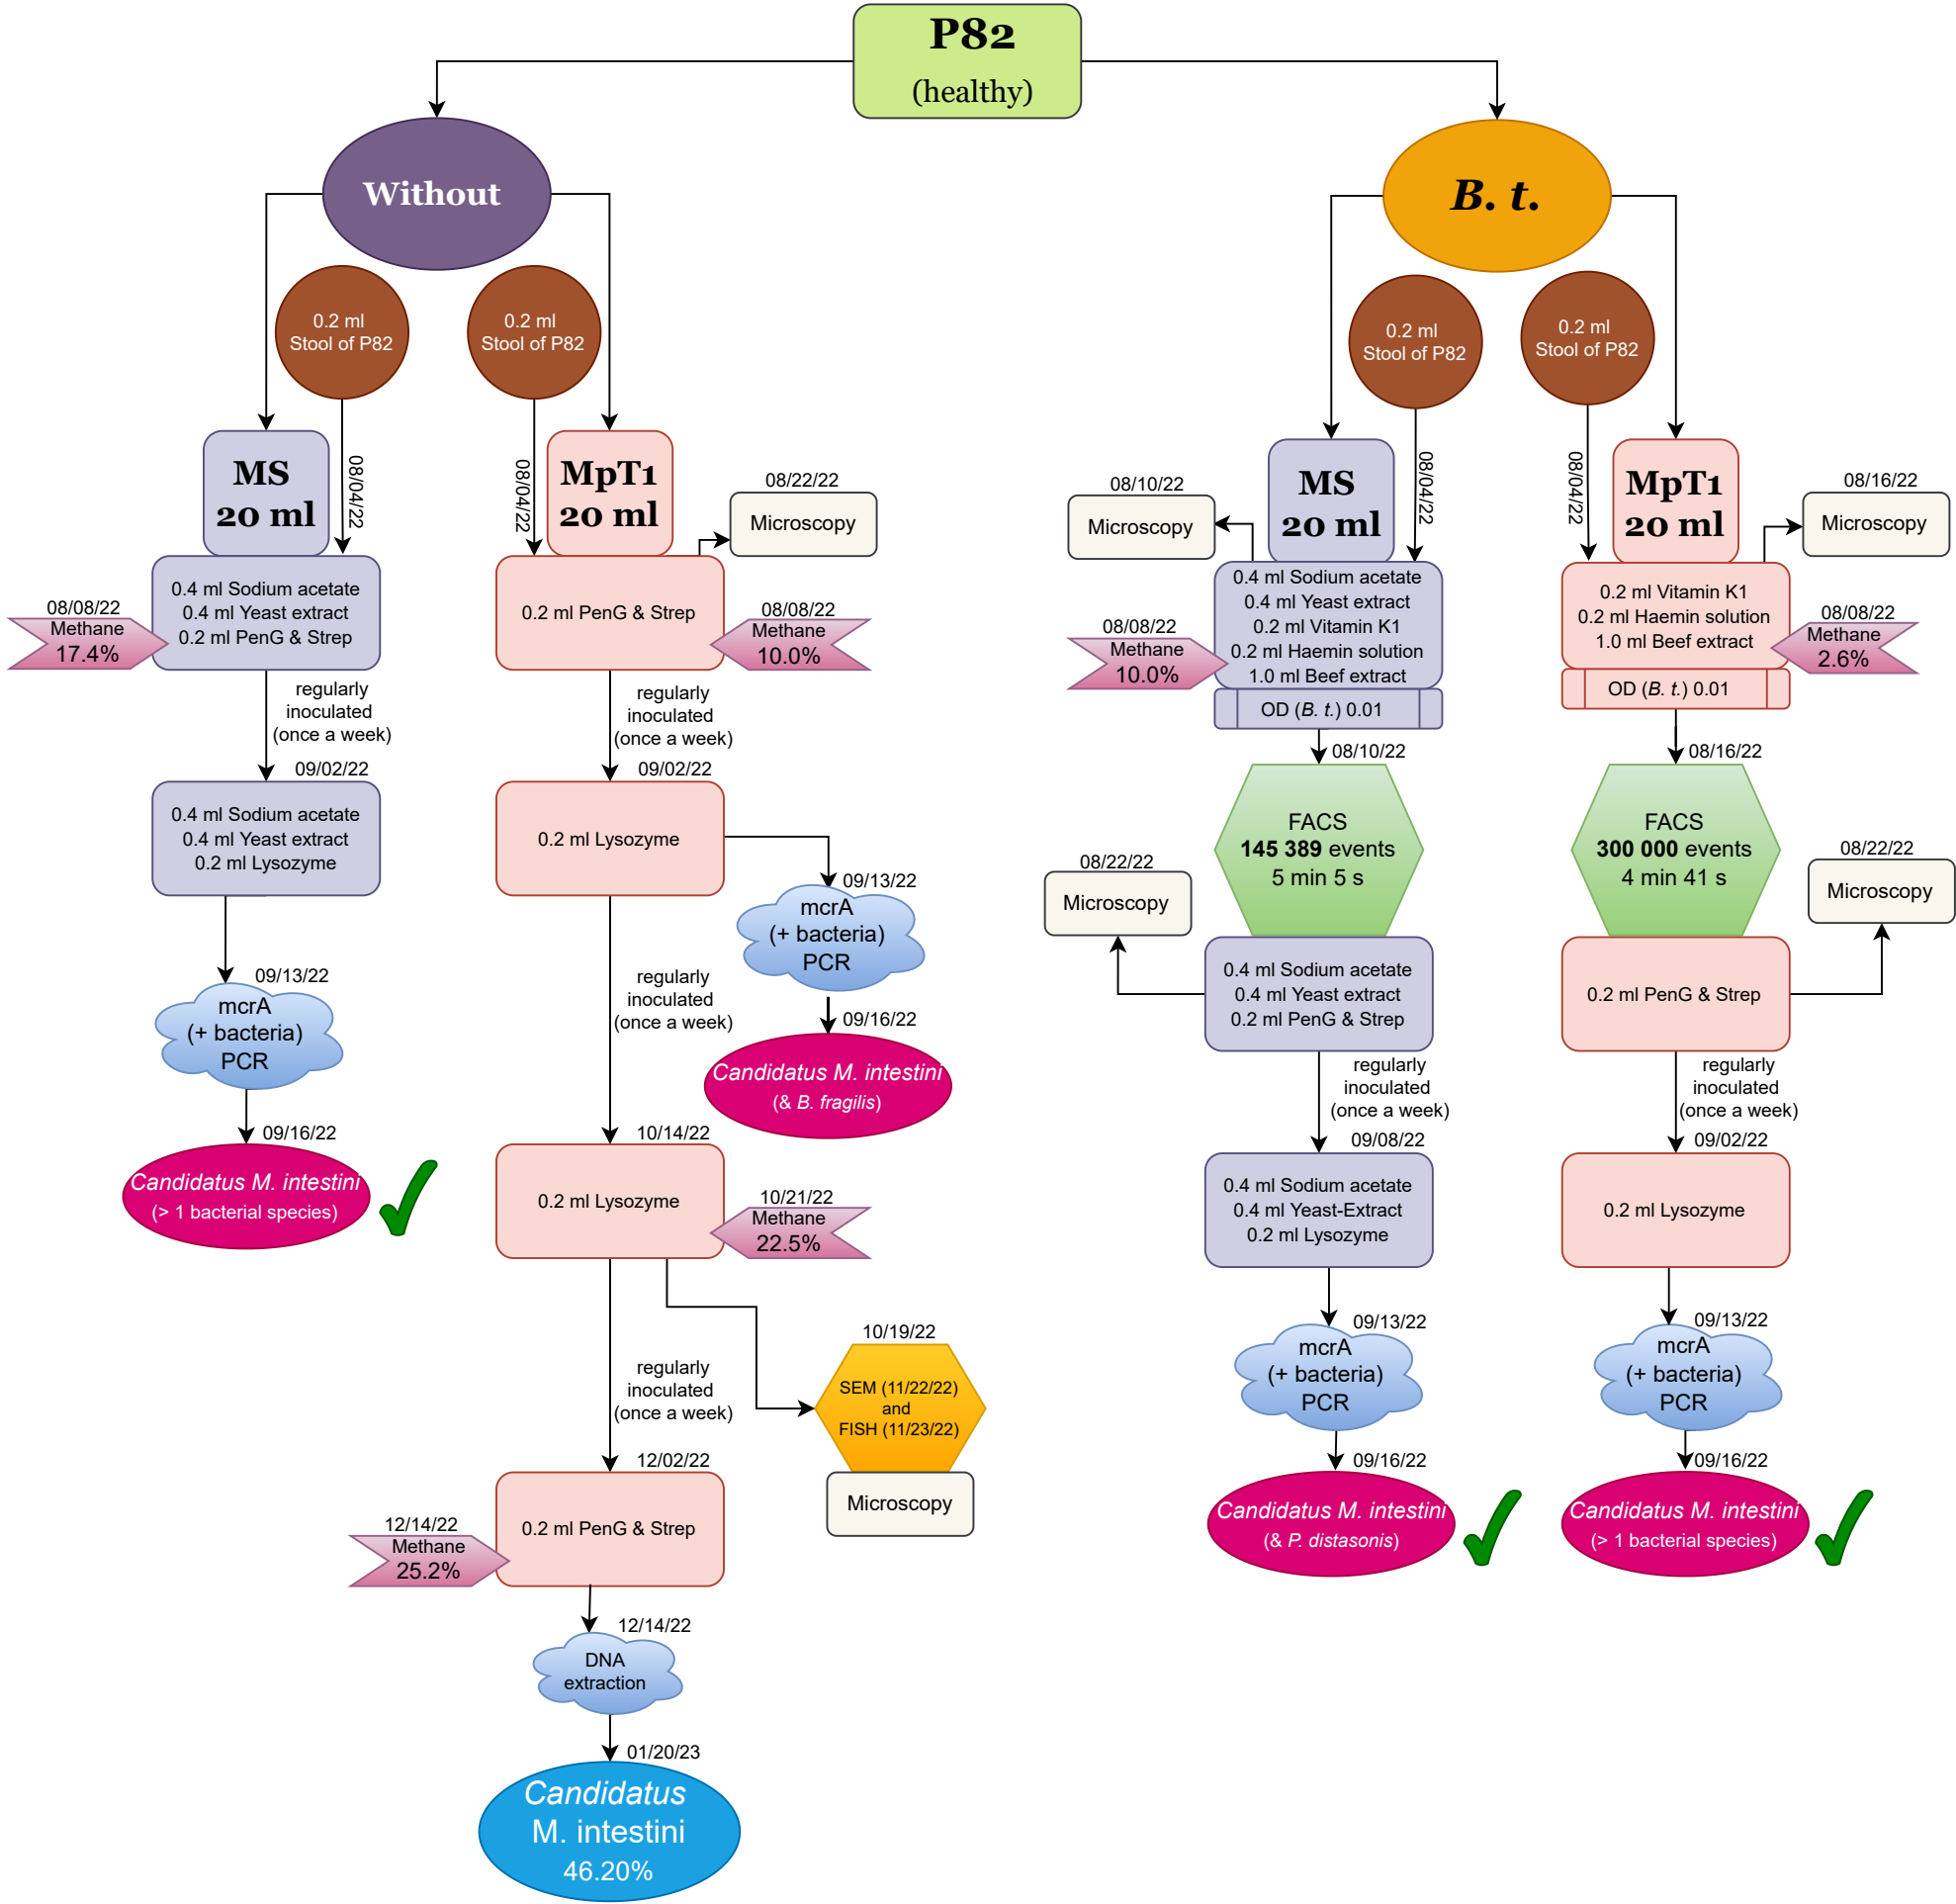 P82
(healthy)
Without
0.2 ml
Stool of P82
0.2 ml
Stool of P82
08/04/22
08/04/22
MS
20 ml
0.4 ml Sodium acetate
0.4 ml Yeast extract
0.2 ml PenG & Strep
08/08/22
Methane
17.4%
regularly
inoculated
(once a week)
09/02/22
0.4 ml Sodium acetate
0.4 ml Yeast extract
0.2 ml Lysozyme
09/13/22
mcrA
(+ bacteria)
PCR
09/16/22
Candidatus M. intestini
(> 1 bacterial species)
MpT1
20 ml
08/22/22
Microscopy
0.2 ml PenG & Strep
08/08/22
Methane
10.0%
regularly
inoculated
(once a week)
09/02/22
0.2 ml Lysozyme
09/13/22
mcrA
(+ bacteria)
PCR
09/16/22
Candidatus M. intestini
(& B. fragilis)
regularly
inoculated
(once a week)
10/14/22
0.2 ml Lysozyme
10/21/22
Methane
22.5%
10/19/22
SEM (11/22/22)
and
FISH (11/23/22)
Microscopy
regularly
inoculated
(once a week)
12/02/22
0.2 ml PenG & Strep
12/14/22
Methane
25.2%
12/14/22
DNA
extraction
01/20/23
Candidatus
M. intestini
46.20%
B. t.
0.2 ml
Stool of P82
0.2 ml
Stool of P82
08/04/22
08/04/22
MS
20 ml
08/10/22
Microscopy
0.4 ml Sodium acetate
0.4 ml Yeast extract
0.2 ml Vitamin K1
0.2 ml Haemin solution
1.0 ml Beef extract
OD (B. t.) 0.01
08/08/22
Methane
10.0%
08/10/22
FACS
145 389 events
5 min 5 s
08/22/22
Microscopy
0.4 ml Sodium acetate
0.4 ml Yeast extract
0.2 ml PenG & Strep
regularly
inoculated
(once a week)
09/08/22
0.4 ml Sodium acetate
0.4 ml Yeast-Extract
0.2 ml Lysozyme
09/13/22
mcrA
(+ bacteria)
PCR
09/16/22
Candidatus M. intestini
(& P. distasonis)
MpT1
20 ml
08/16/22
Microscopy
0.2 ml Vitamin K1
0.2 ml Haemin solution
1.0 ml Beef extract
OD (B. t.) 0.01
08/08/22
Methane
2.6%
08/16/22
FACS
300 000 events
4 min 41 s
08/22/22
Microscopy
0.2 ml PenG & Strep
regularly
inoculated
(once a week)
09/02/22
0.2 ml Lysozyme
09/13/22
mcrA
(+ bacteria)
PCR
09/16/22
Candidatus M. intestini
(> 1 bacterial species)